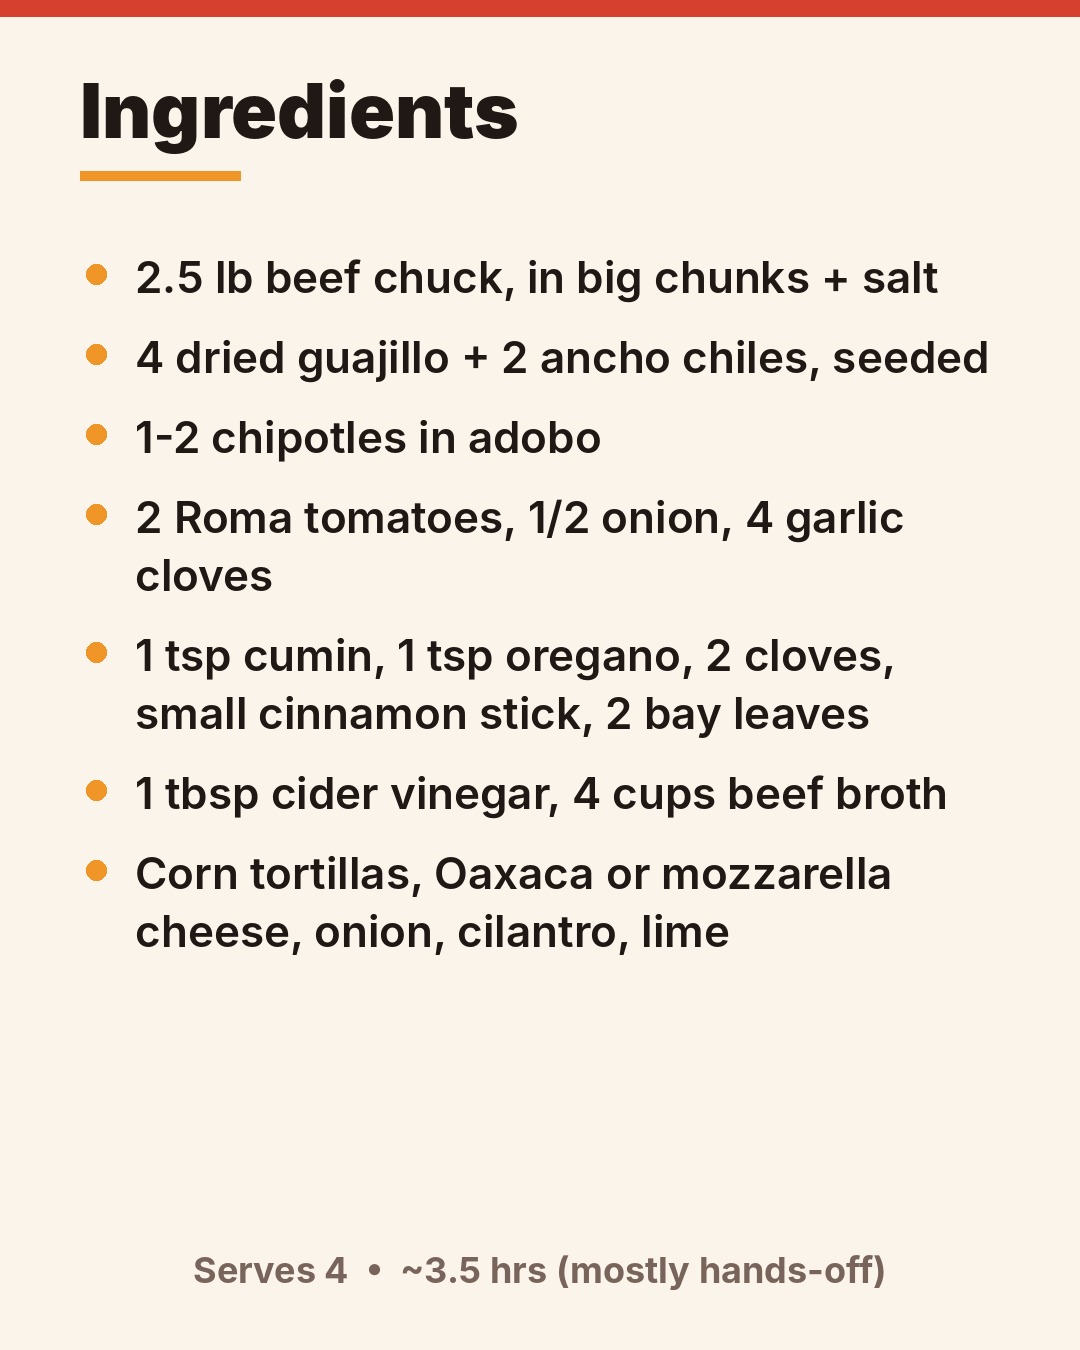 Ingredients
2.5 lb beef chuck, in big chunks + salt
4 dried guajillo + 2 ancho chiles, seeded
1-2 chipotles in adobo
2 Roma tomatoes, 1/2 onion, 4 garlic
cloves
1 tsp cumin, 1 tsp oregano, 2 cloves,
small cinnamon stick, 2 bay leaves
1 tbsp cider vinegar, 4 cups beef broth
Corn tortillas, Oaxaca or mozzarella
cheese, onion, cilantro, lime
Serves 4 • ~3.5 hrs (mostly hands-off)